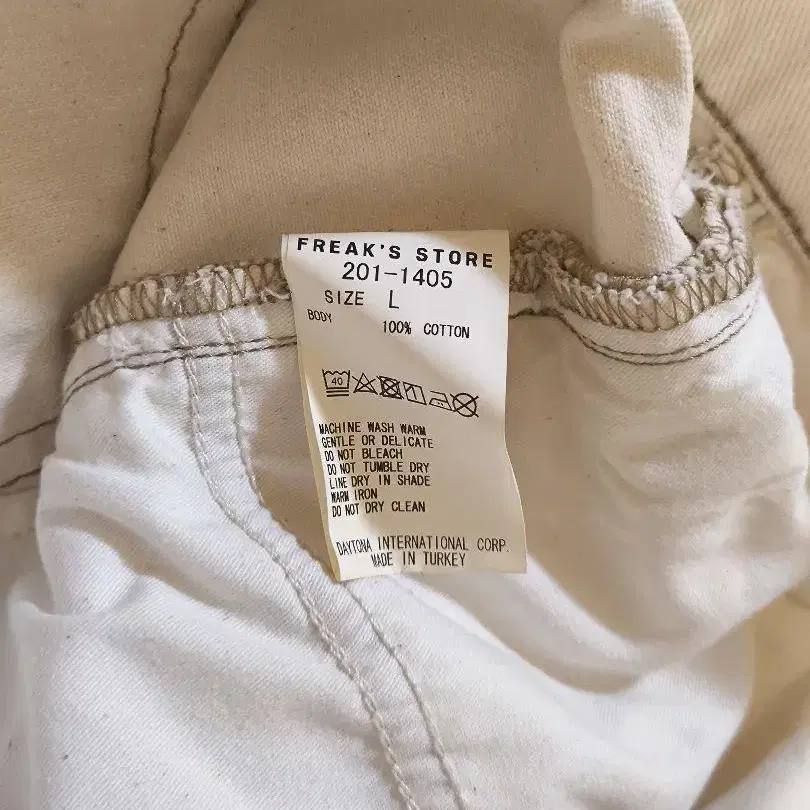 FREAK'S STORE
201-1405
SIZE L
BODY 100% COTTON
40
MACHINE WASH WARM
GENTLE OR DELICATE
DO NOT BLEACH
DO NOT TUMBLE DRY
LINE DRY IN SHADE
WARM IRON
DO NOT DRY CLEAN
DAYTONA INTERNATIONAL CORP.
MADE IN TURKEY